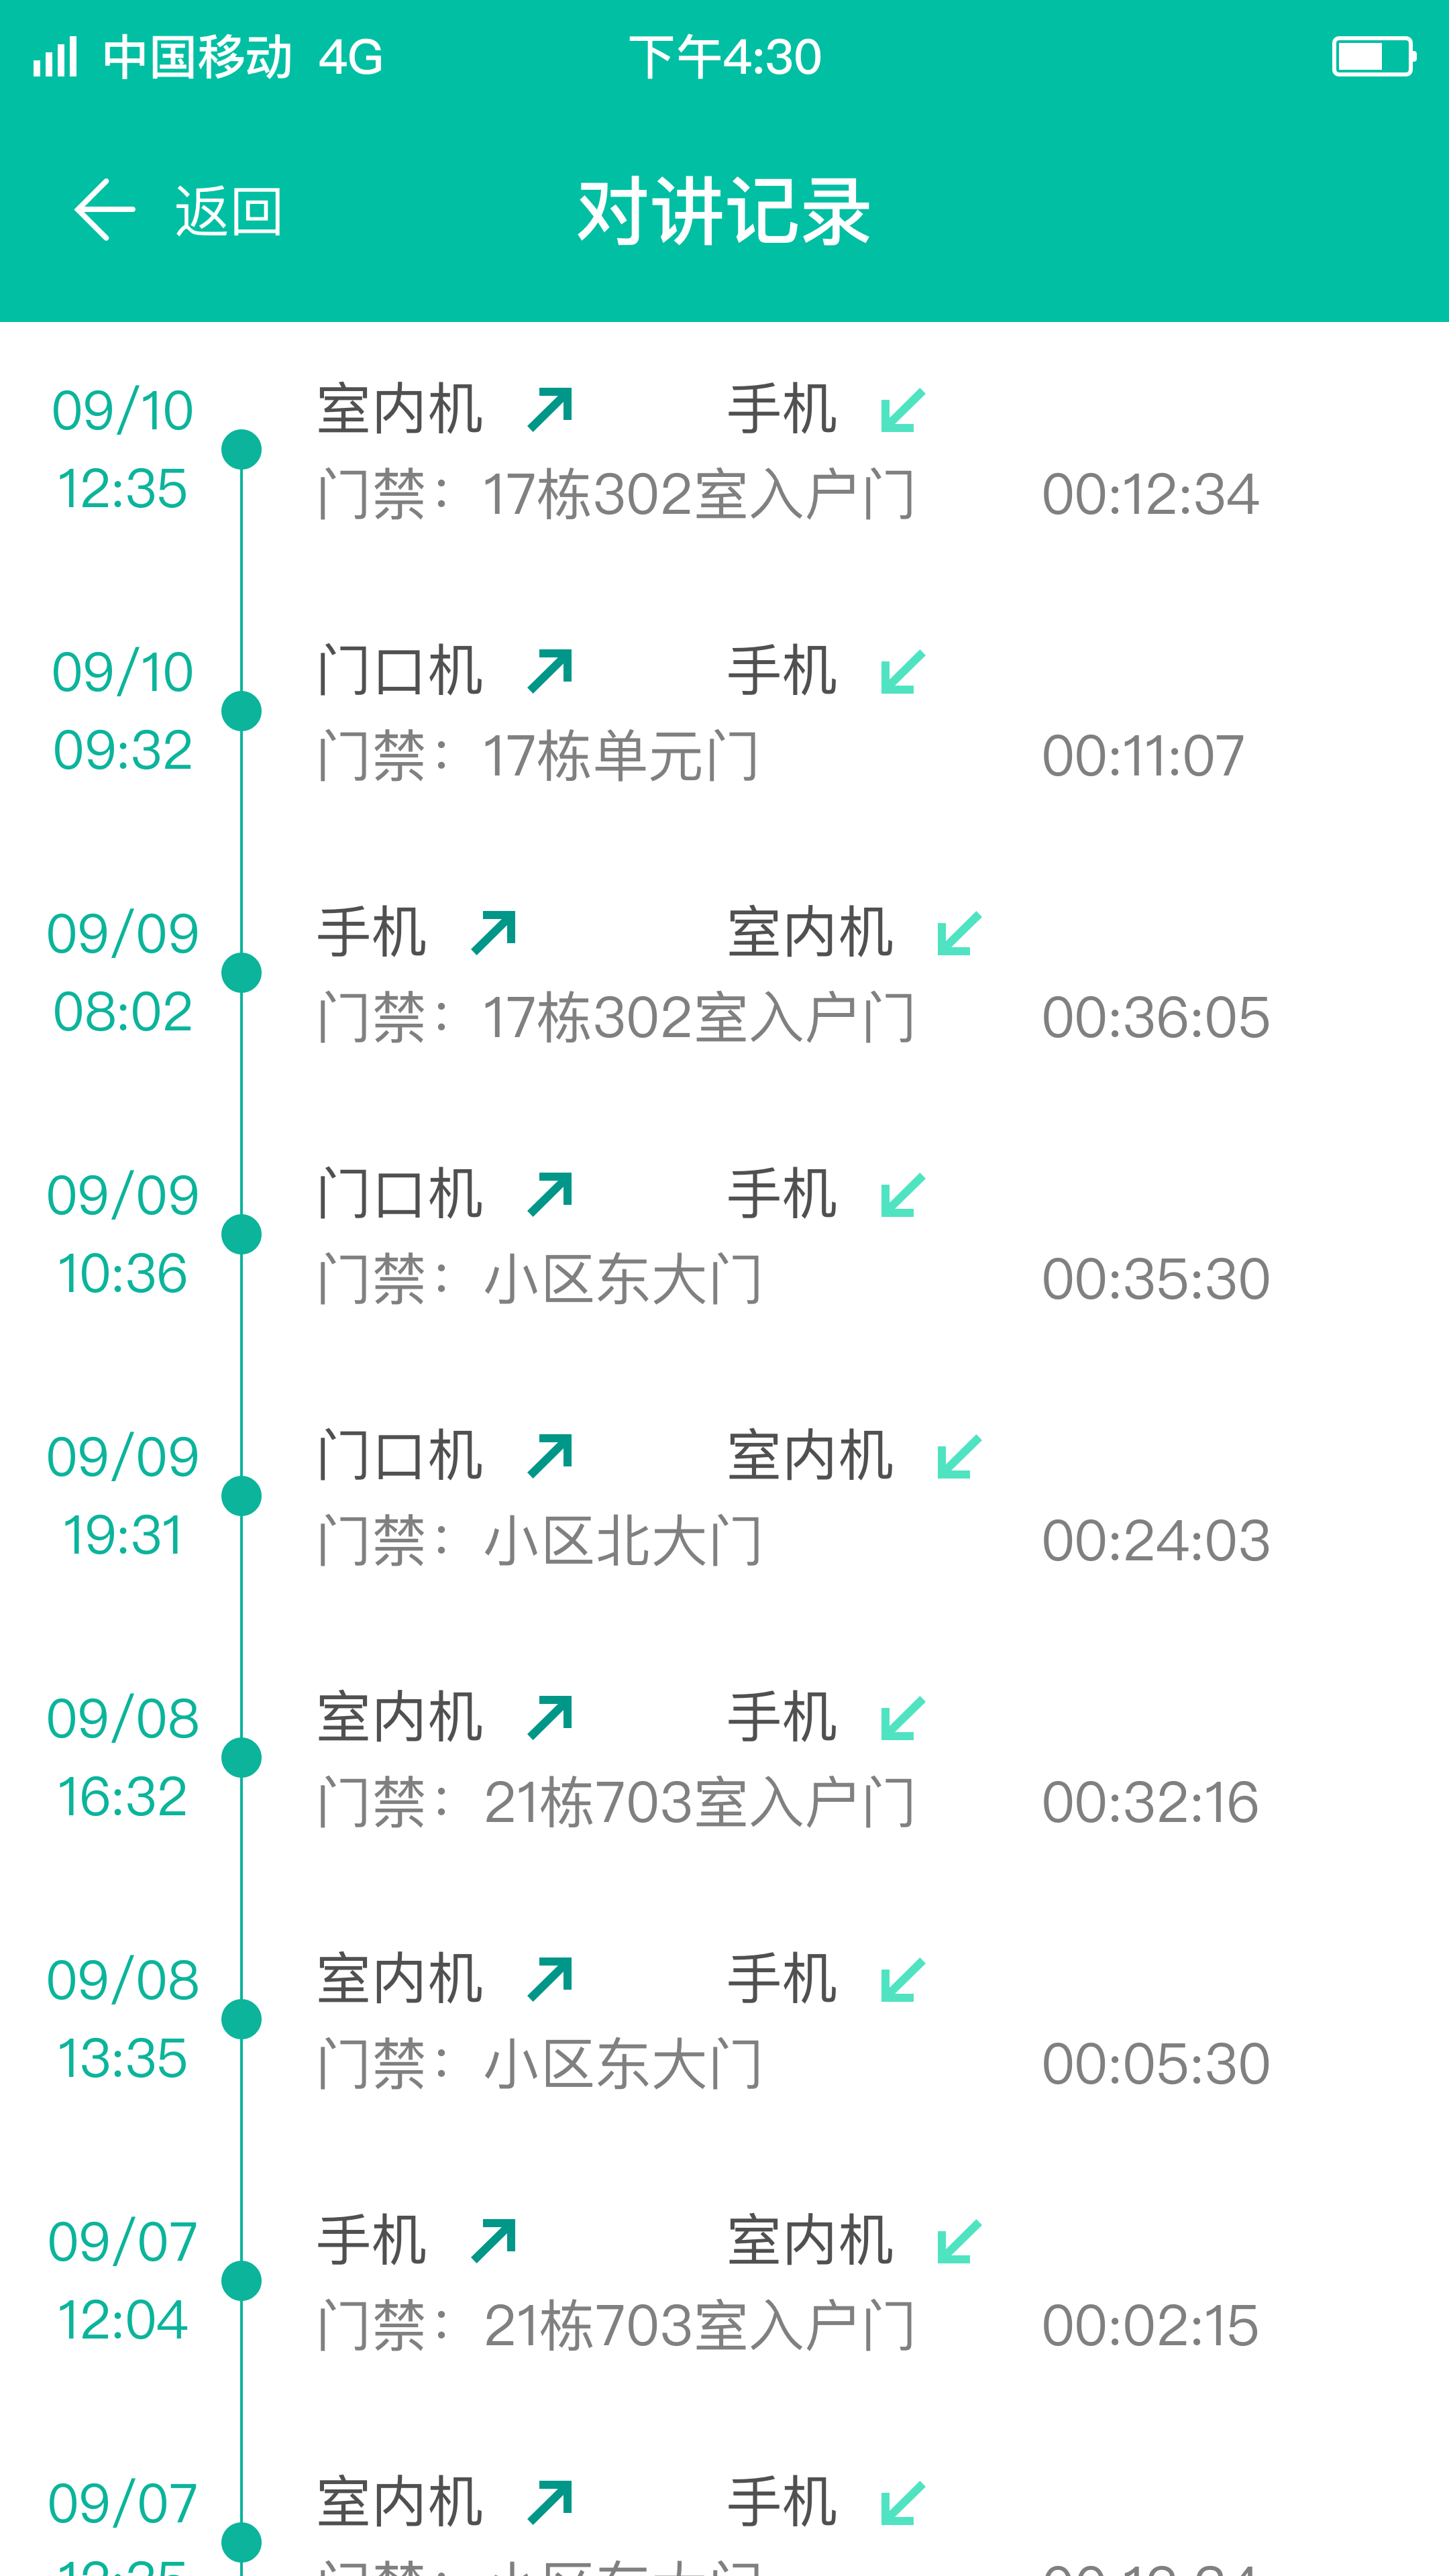 中国移动 4G 下午4:30
返回 对讲记录
09/10 室内机 手机
12:35 门禁：17栋302室入户门 00:12:34
09/10 门口机 手机
09:32 门禁：17栋单元门 00:11:07
09/09 手机 室内机
08:02 门禁：17栋302室入户门 00:36:05
09/09 门口机 手机
10:36 门禁：小区东大门 00:35:30
09/09 门口机 室内机
19:31 门禁：小区北大门 00:24:03
09/08 室内机 手机
16:32 门禁：21栋703室入户门 00:32:16
09/08 室内机 手机
13:35 门禁：小区东大门 00:05:30
09/07 手机 室内机
12:04 门禁：21栋703室入户门 00:02:15
09/07 室内机 手机
门禁：小区东大门